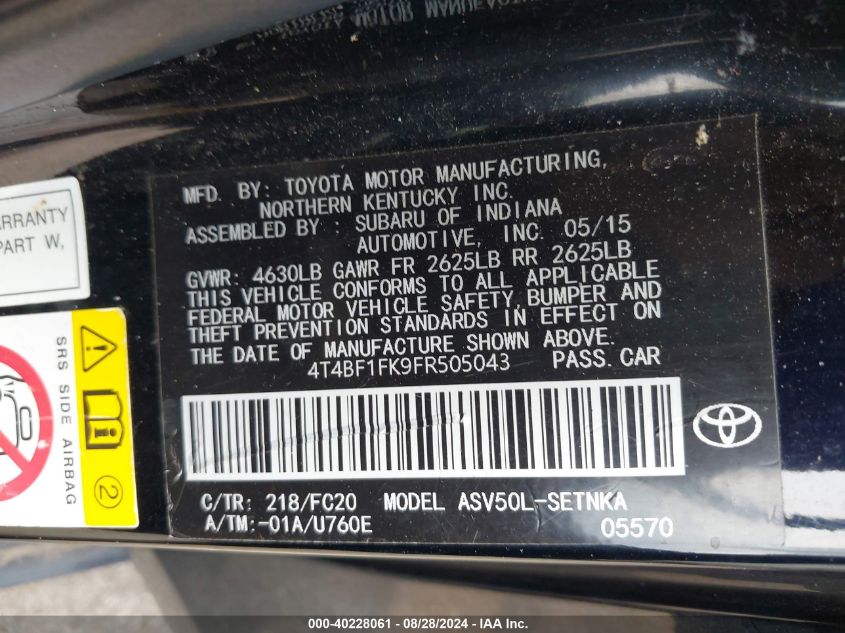 MOTOR
MFD. BY: TOYOTA MOTOR MANUFACTURING,
NORTHERN KENTUCKY INC.
ASSEMBLED BY: SUBARU OF INDIANA
AUTOMOTIVE, INC. 05/15
GVWR: 4630LB GAWR FR 2625LB RR 2625LB
THIS VEHICLE CONFORMS TO ALL APPLICABLE
FEDERAL MOTOR VEHICLE SAFETY, BUMPER AND
THEFT PREVENTION STANDARDS IN EFFECT ON
THE DATE OF MANUFACTURE SHOWN ABOVE.
4T4BF1FK9FR505043 PASS. CAR
C/TR: 218/FC20 MODEL ASV50L-SETNKA
A/TM:-01A/U760E 05570
ARRANTY
PART W,
SRS SIDE AIRBAG
2
000-40228061 - 08/28/2024 - IAA, Inc.